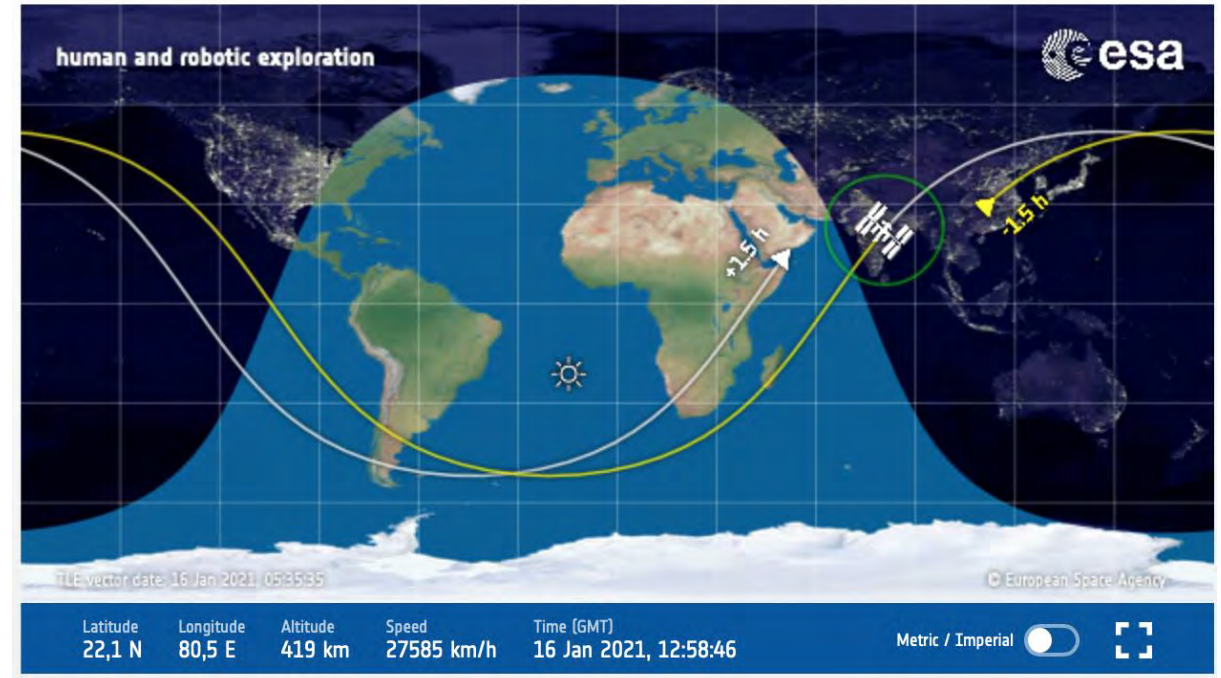 human and robotic exploration
esa
+1.5 h
-1.5 h
TLE vector date: 16 Jan 2021, 05:35:35
© European Space Agency
Latitude
22,1 N
Longitude
80,5 E
Altitude
419 km
Speed
27585 km/h
Time (GMT)
16 Jan 2021, 12:58:46
Metric / Imperial